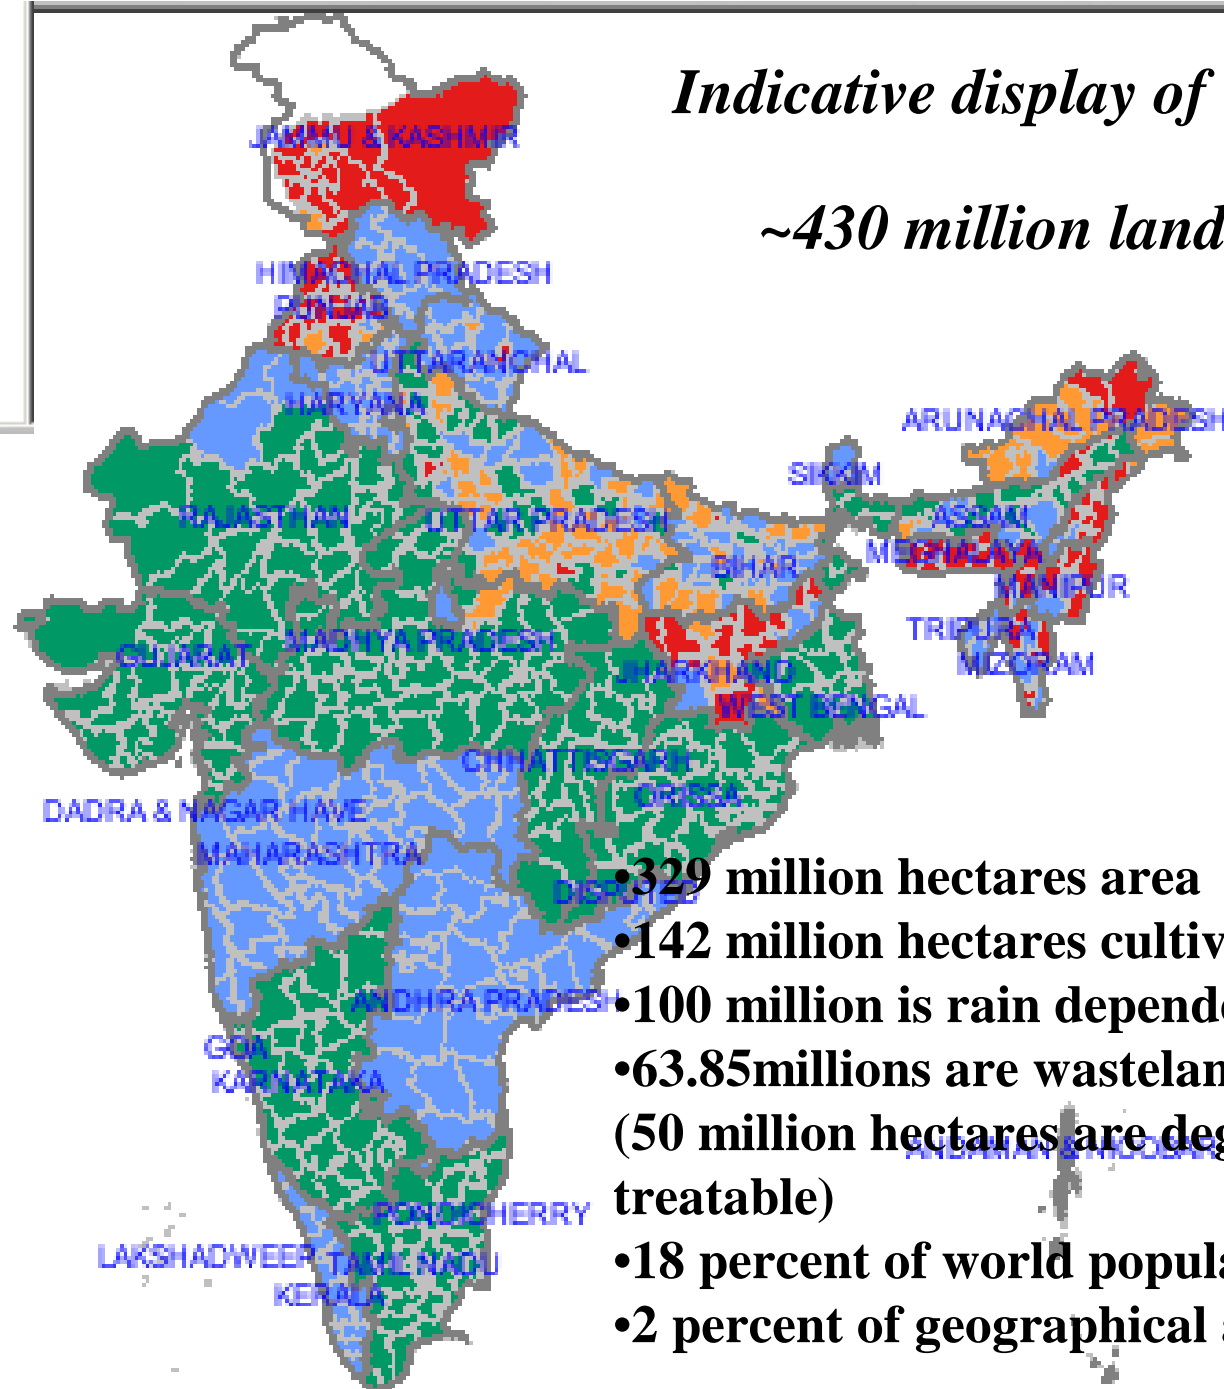 Indicative display of
~430 million land
JAMMU & KASHMIR
HIMACHAL PRADESH
PUNJAB
UTTARANCHAL
HARYANA
ARUNACHAL PRADESH
SIKKIM
RAJASTHAN
UTTAR PRADESH
ASSAM
MEGHALAYA
BIHAR
MANIPUR
TRIPURA
MADHYA PRADESH
GUJARAT
MIZORAM
JHARKHAND
WEST BENGAL
CHHATTISGARH
ORISSA
DADRA & NAGAR HAVE
MAHARASHTRA
•329 million hectares area
DISPUTED
•142 million hectares cultiv
ANDHRA PRADESH
•100 million is rain depende
GOA
•63.85millions are wastelan
KARNATAKA
(50 million hectares are deg
ANDAMAN & NICOBAR
treatable)
PONDICHERRY
LAKSHADWEEP
TAMIL NADU
•18 percent of world popula
KERALA
•2 percent of geographical a